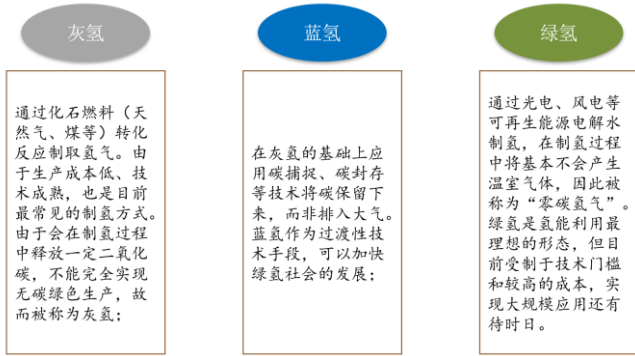 灰氢
通过化石燃料（天
然气、煤等）转化
反应制取氢气。由
于生产成本低、技
术成熟，也是目前
最常见的制氢方式。
由于会在制氢过程
中释放一定二氧化
碳，不能完全实现
无碳绿色生产，故
而被称为灰氢；
蓝氢
在灰氢的基础上应
用碳捕捉、碳封存
等技术将碳保留下
来，而非排入大气。
蓝氢作为过渡性技
术手段，可以加快
绿氢社会的发展；
绿氢
通过光电、风电等
可再生能源电解水
制氢，在制氢过程
中将基本不会产生
温室气体，因此被
称为“零碳氢气”。
绿氢是氢能利用最
理想的形态，但目
前受制于技术门槛
和较高的成本，实
现大规模应用还有
待时日。